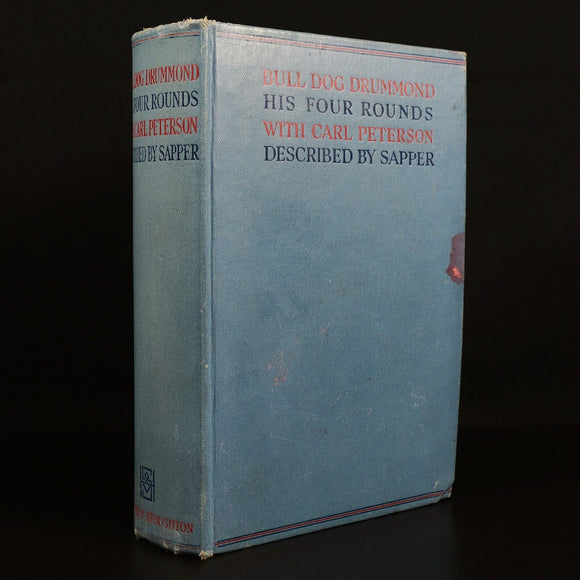 BULL DOG DRUMMOND
HIS FOUR ROUNDS
WITH CARL PETERSON
DESCRIBED BY SAPPER
DOG DRUMMOND
FOUR ROUNDS
CARL PETERSON
BY SAPPER
STOUGHTON